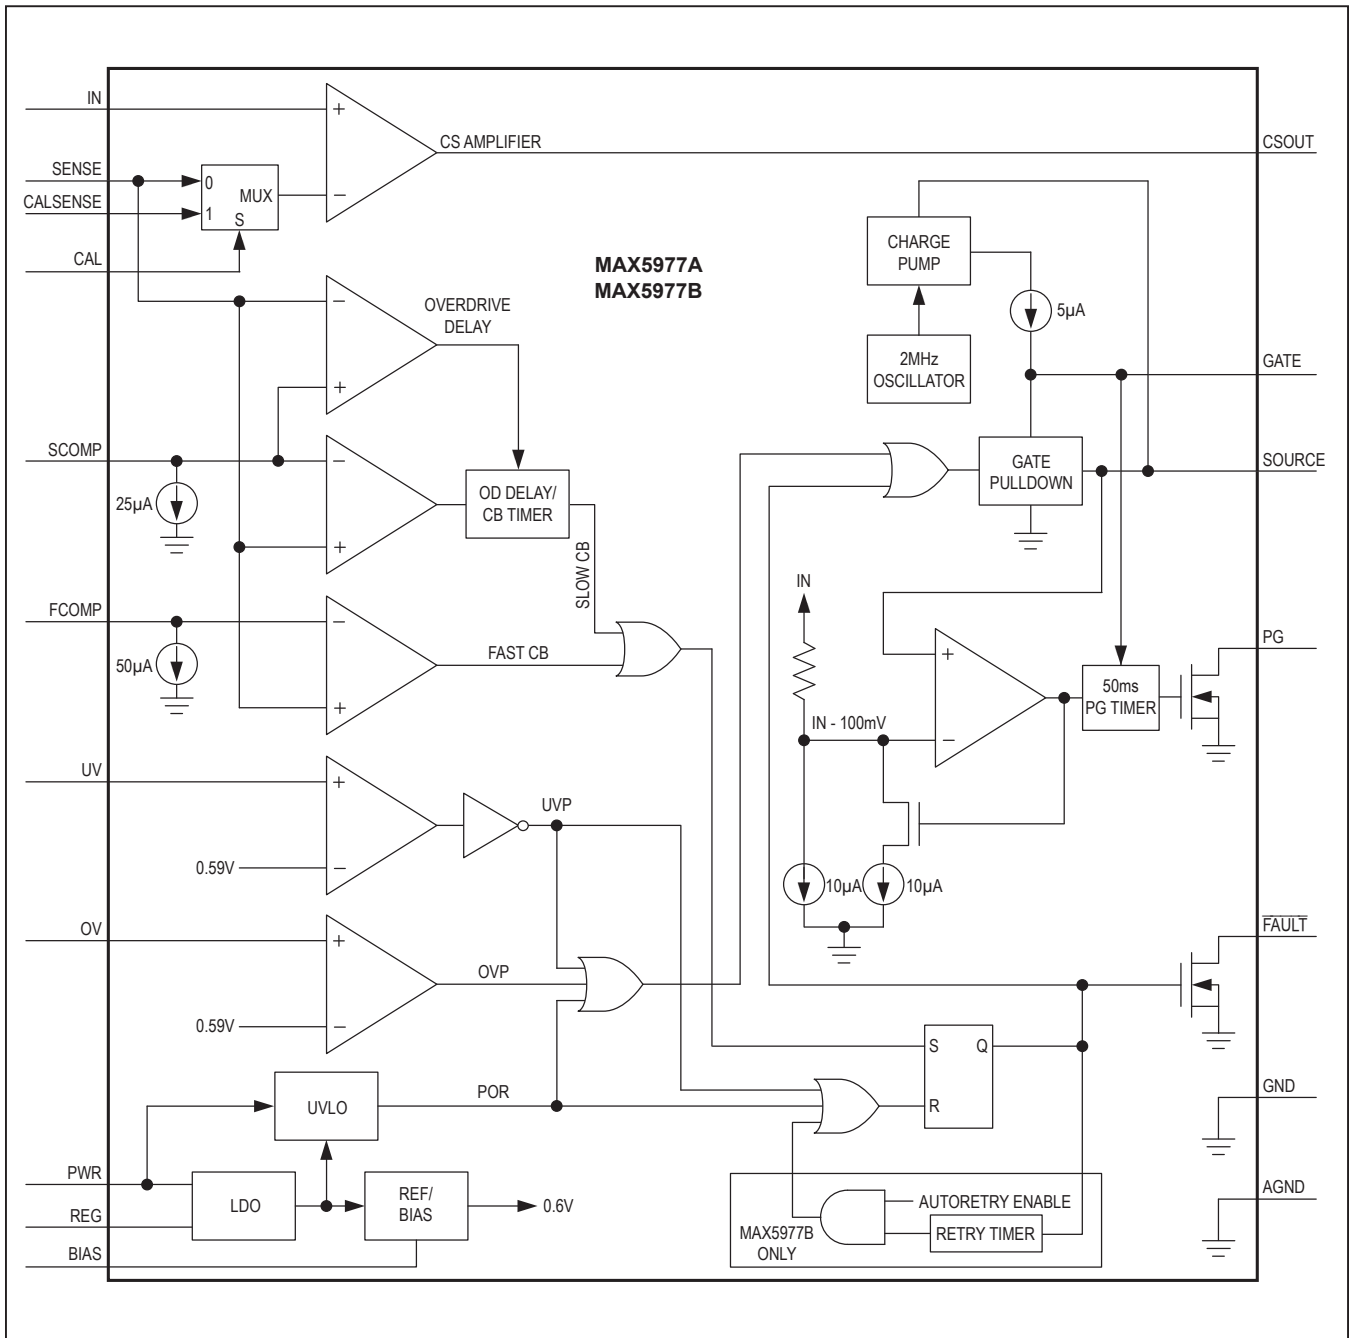 IN
CS AMPLIFIER
CSOUT
SENSE
0
MUX
CALSENSE
1
S
CAL
+
−
CHARGE
PUMP
MAX5977A
MAX5977B
5µA
−
OVERDRIVE
DELAY
+
2MHz
OSCILLATOR
GATE
SCOMP
−
25µA
+
OD DELAY/
CB TIMER
SLOW CB
GATE
PULLDOWN
SOURCE
FCOMP
−
50µA
+
FAST CB
IN
+
−
IN - 100mV
50ms
PG TIMER
PG
UV
+
0.59V
−
UVP
10µA
10µA
OV
+
0.59V
−
OVP
FAULT
S
Q
R
UVLO
POR
GND
PWR
LDO
REF/
BIAS
0.6V
REG
BIAS
AUTORETRY ENABLE
RETRY TIMER
MAX5977B
ONLY
AGND